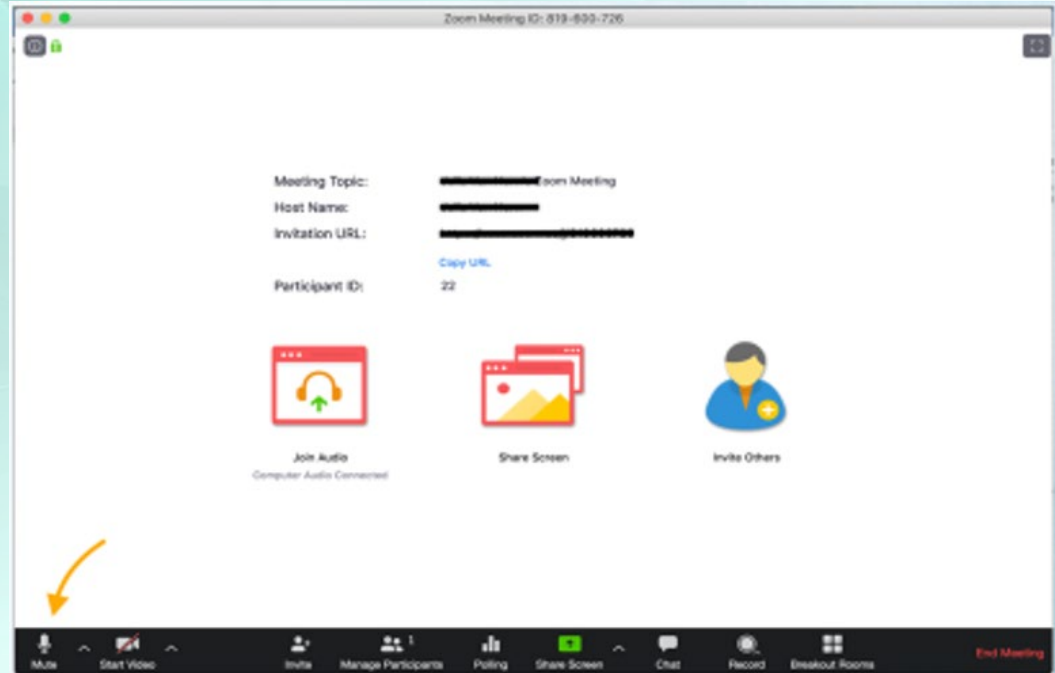 Zoom Meeting ID: 819-600-726
Meeting Topic: Zoom Meeting
Host Name:
Invitation URL:
Copy URL
Participant ID: 22
Join Audio Share Screen Invite Others
Computer Audio Connected
1
Mute Start Video Invite Manage Participants Polling Share Screen Chat Record Breakout Rooms End Meeting